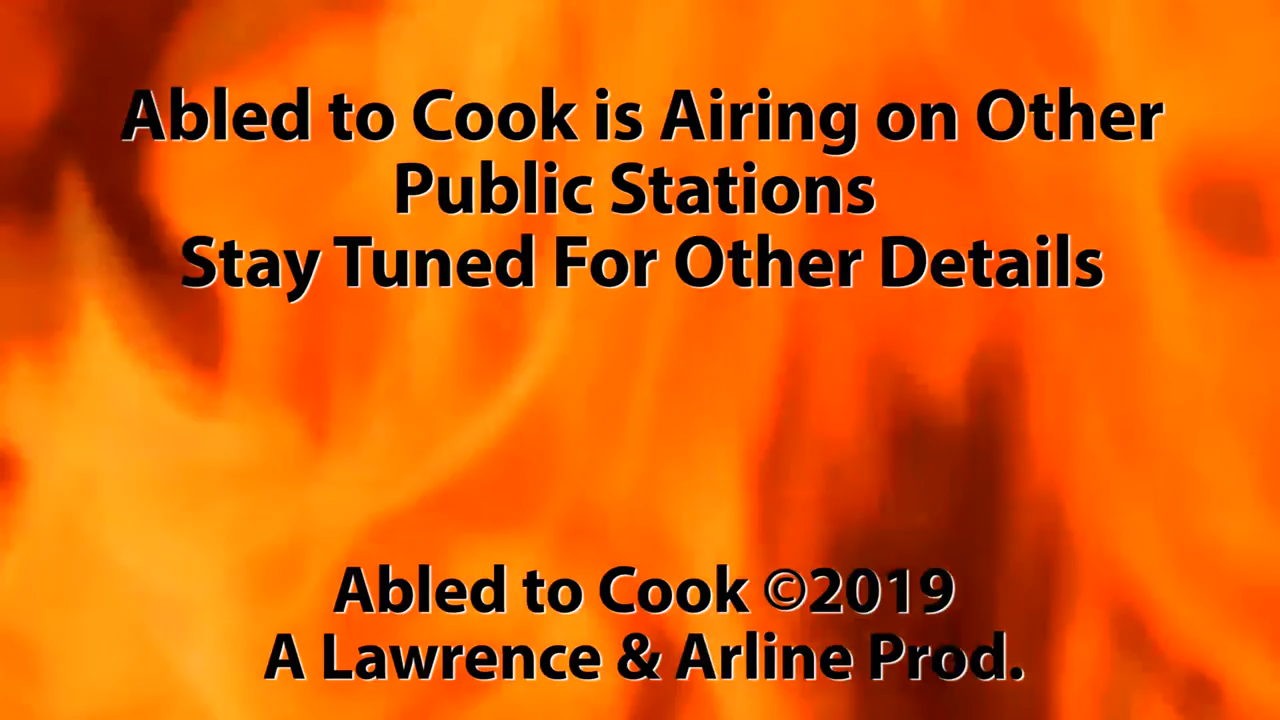 Abled to Cook is Airing on Other
Public Stations
Stay Tuned For Other Details
Abled to Cook ©2019
A Lawrence & Arline Prod.